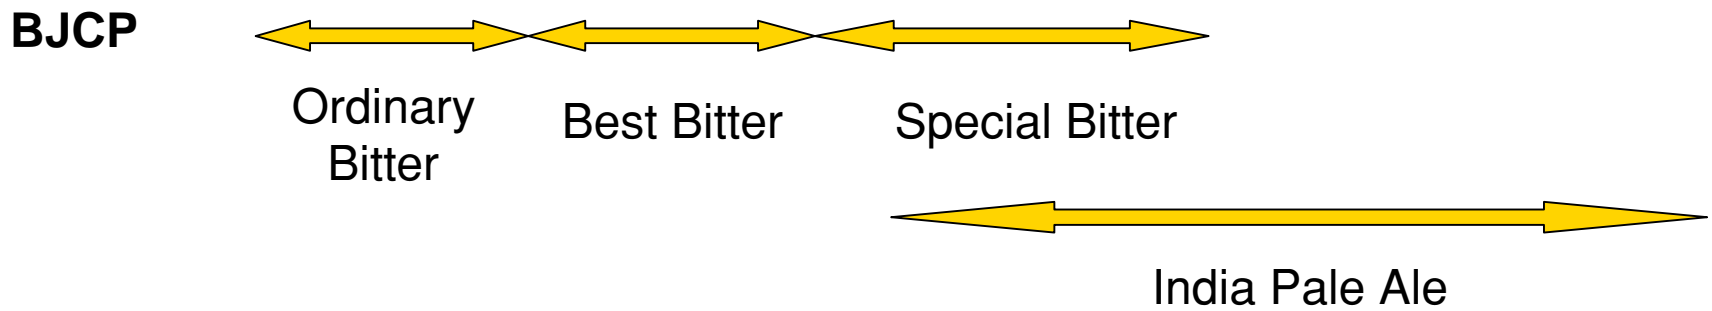 BJCP
Ordinary
Bitter
Best Bitter
Special Bitter
India Pale Ale